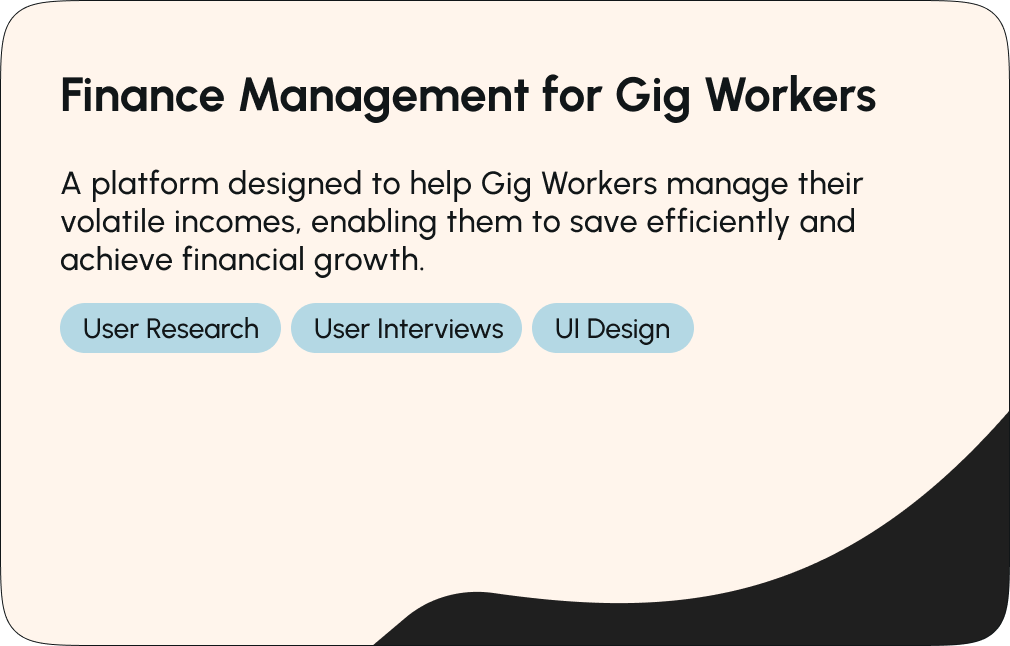 Finance Management for Gig Workers
A platform designed to help Gig Workers manage their
volatile incomes, enabling them to save efficiently and
achieve financial growth.
User Research User Interviews UI Design